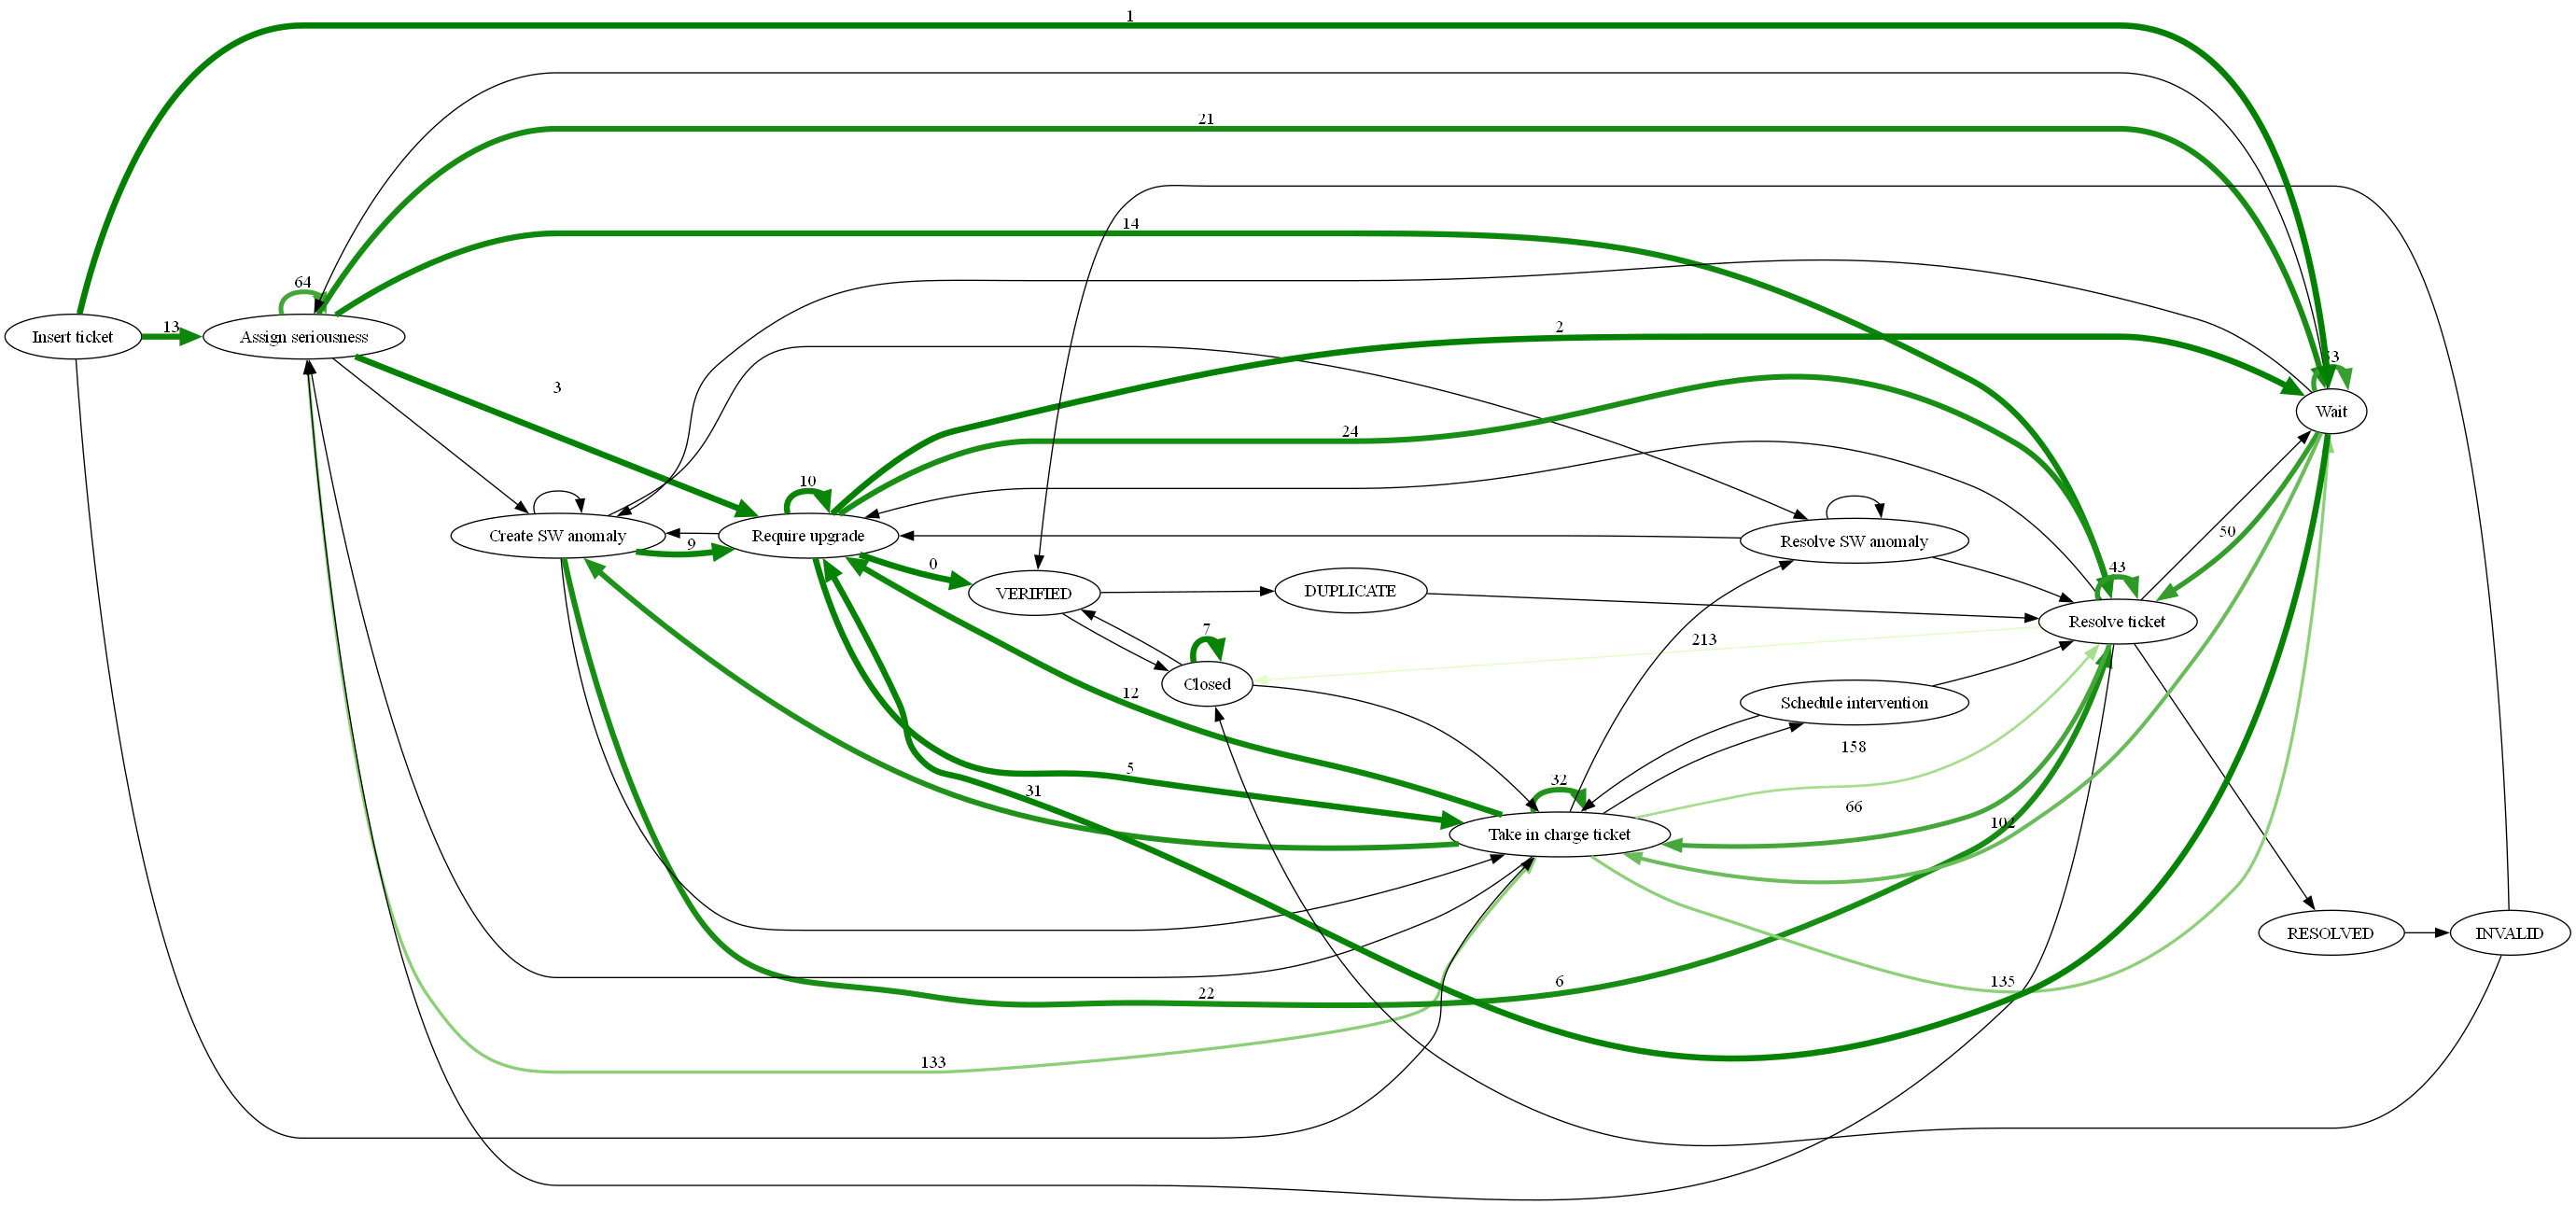 1
21
14
64
13
Insert ticket
Assign seriousness
2
53
3
Wait
24
10
Create SW anomaly
9
Require upgrade
0
Resolve SW anomaly
50
43
VERIFIED
DUPLICATE
Resolve ticket
7
213
Closed
12
Schedule intervention
158
5
31
32
66
102
Take in charge ticket
RESOLVED
INVALID
22
6
135
133